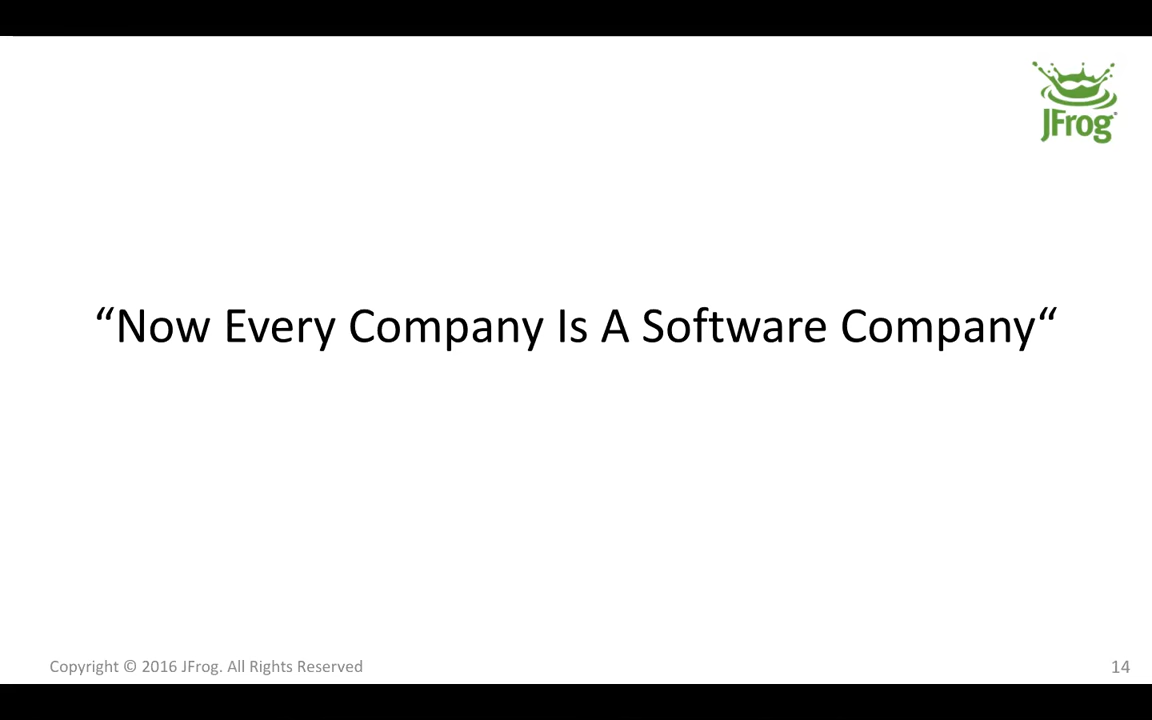 JFrog
“Now Every Company Is A Software Company“
Copyright © 2016 JFrog. All Rights Reserved
14